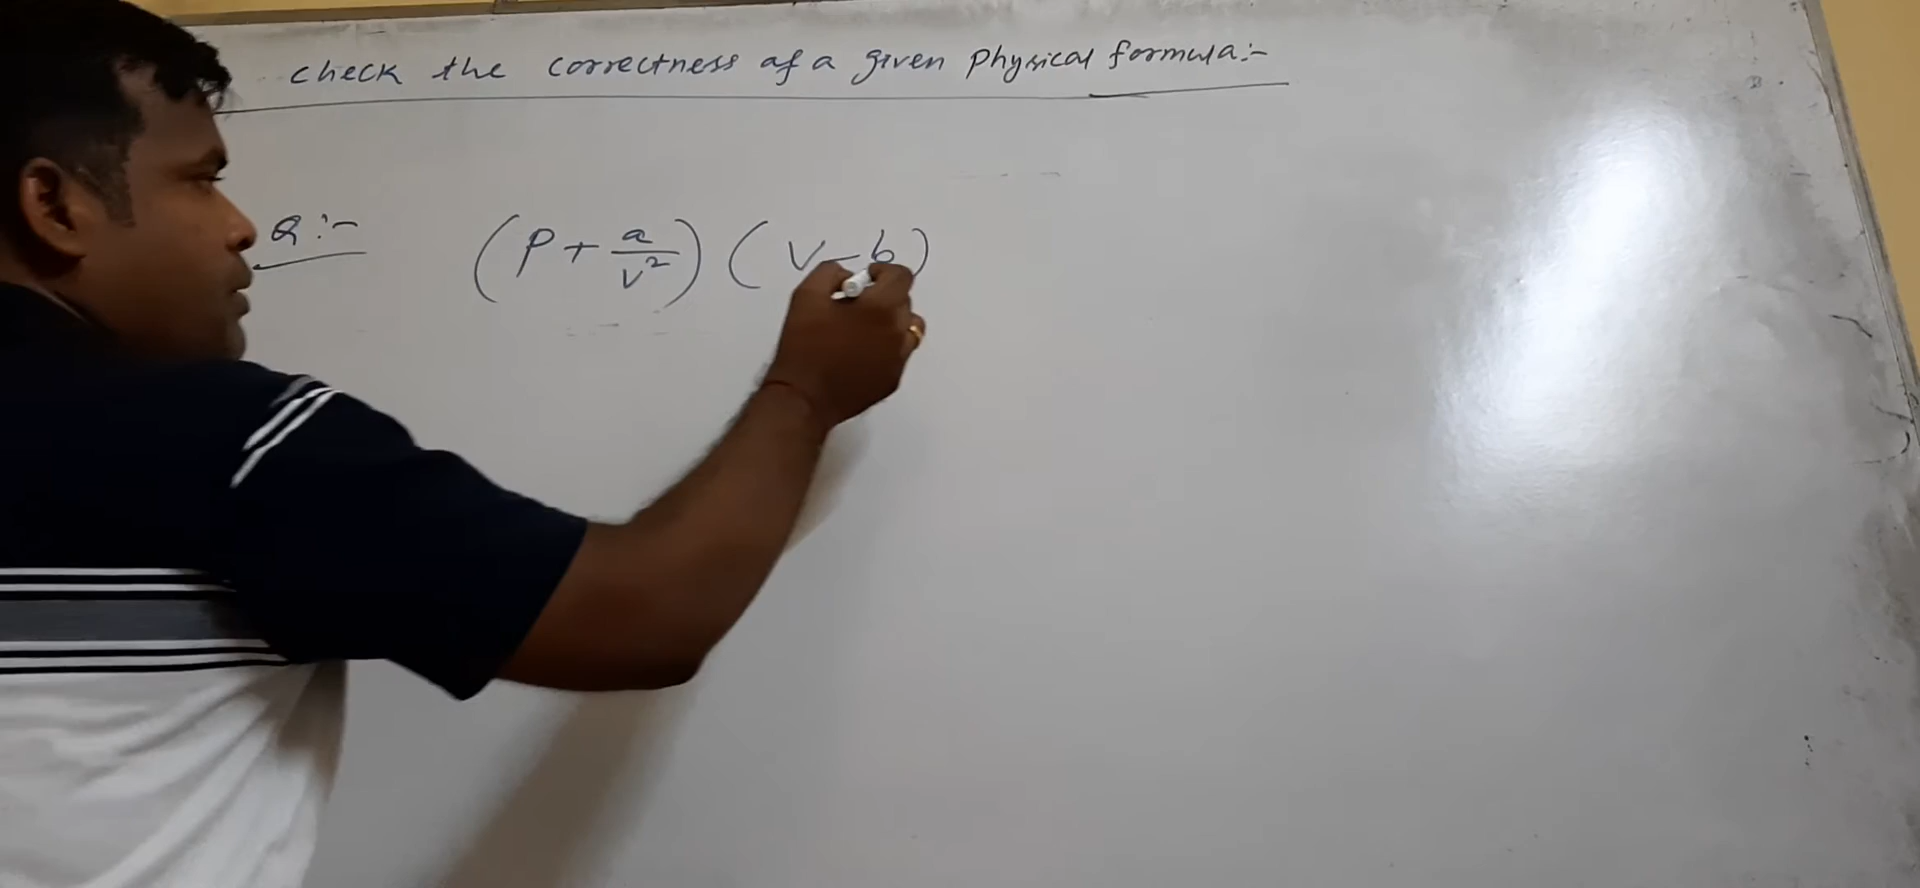 check the correctness of a given physical formula:-
Q:- (P + a/v²) (v - b)